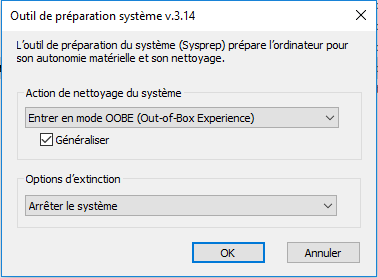 Outil de préparation système v.3.14
L’outil de préparation du système (Sysprep) prépare l’ordinateur pour
son autonomie matérielle et son nettoyage.
Action de nettoyage du système
Entrer en mode OOBE (Out-of-Box Experience)
Généraliser
Options d’extinction
Arrêter le système
OK
Annuler